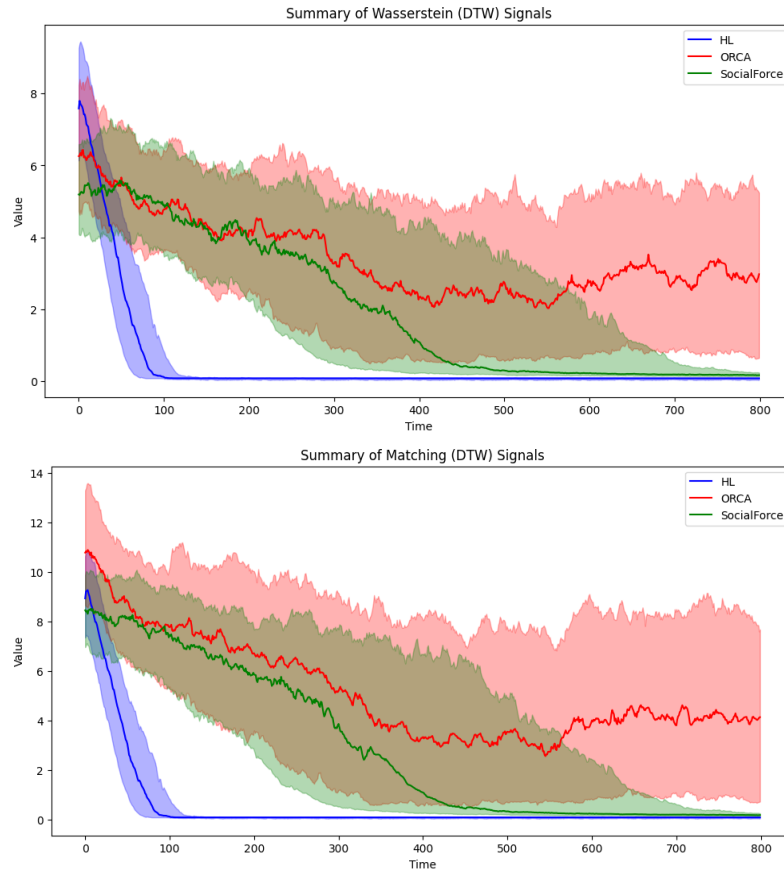 Summary of Wasserstein (DTW) Signals
HL
ORCA
SocialForce
Value
8
6
4
2
0
0 100 200 300 400 500 600 700 800
Time
Summary of Matching (DTW) Signals
HL
ORCA
SocialForce
Value
14
12
10
8
6
4
2
0
0 100 200 300 400 500 600 700 800
Time